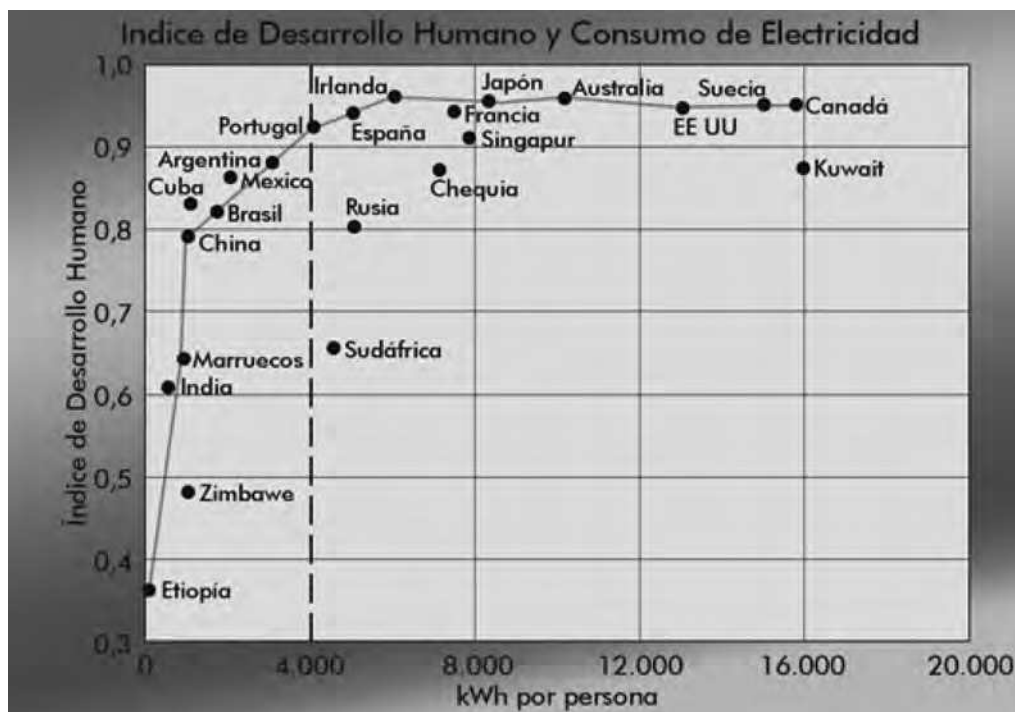 Indice de Desarrollo Humano y Consumo de Electricidad
Índice de Desarrollo Humano
1,0
0,9
0,8
0,7
0,6
0,5
0,4
0,3
Irlanda
Japón
Australia
Suecia
Canadá
Portugal
España
Francia
EE UU
Singapur
Argentina
Mexico
Chequia
Kuwait
Cuba
Brasil
Rusia
China
Marruecos
Sudáfrica
India
Zimbawe
Etiopía
0
4.000
8.000
12.000
16.000
20.000
kWh por persona